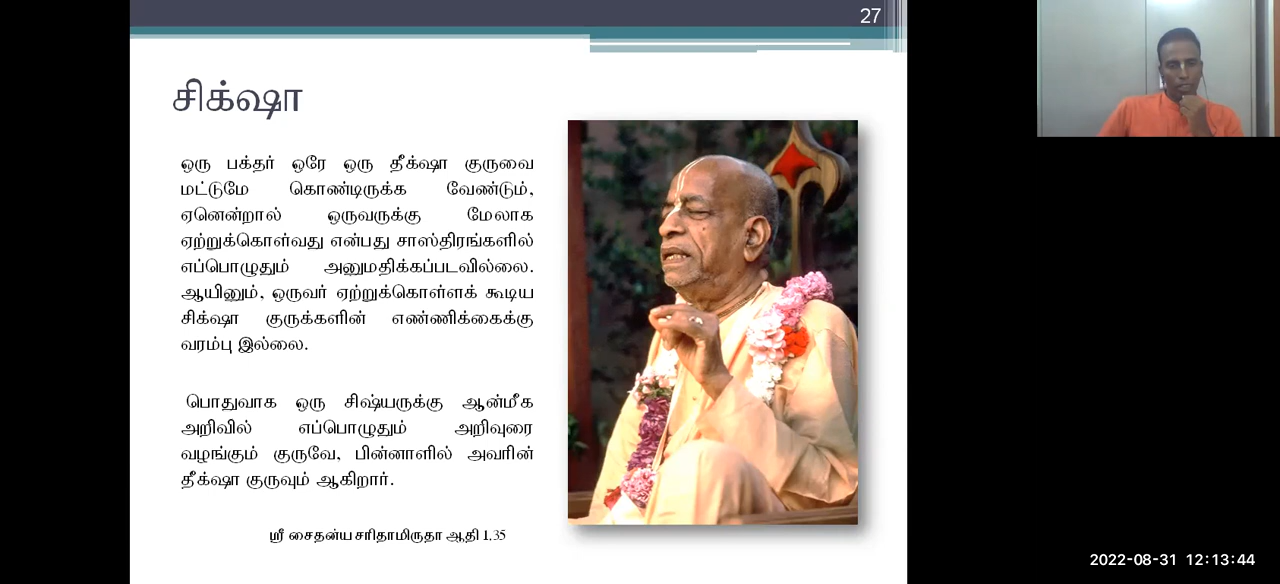 27
சிக்ஷா
ஒரு பக்தர் ஒரே ஒரு தீக்ஷா குருவை
மட்டுமே கொண்டிருக்க வேண்டும்,
ஏனென்றால் ஒருவருக்கு மேலாக
ஏற்றுக்கொள்வது என்பது சாஸ்திரங்களில்
எப்பொழுதும் அனுமதிக்கப்படவில்லை.
ஆயினும், ஒருவர் ஏற்றுக்கொள்ளக் கூடிய
சிக்ஷா குருக்களின் எண்ணிக்கைக்கு
வரம்பு இல்லை.
பொதுவாக ஒரு சிஷ்யருக்கு ஆன்மீக
அறிவில் எப்பொழுதும் அறிவுரை
வழங்கும் குருவே, பின்னாளில் அவரின்
தீக்ஷா குருவும் ஆகிறார்.
ஸ்ரீ சைதன்ய சரிதாமிருதா ஆதி 1.35
2022-08-31 12:13:44